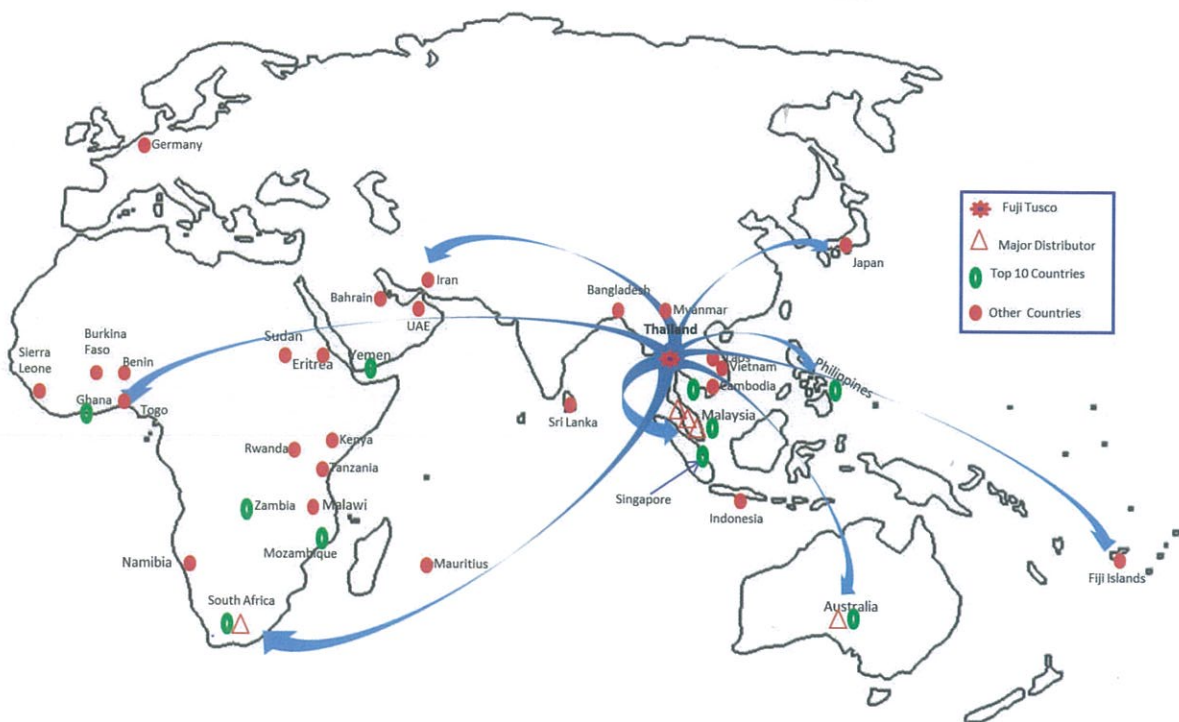 Germany
Fuji Tusco
Major Distributor
Top 10 Countries
Other Countries
Japan
Iran
Bahrain
UAE
Bangladesh
Myanmar
Thailand
Laos
Vietnam
Cambodia
Philippines
Burkina
Faso
Benin
Sierra
Leone
Ghana
Togo
Sudan
Eritrea
Yemen
Sri Lanka
Malaysia
Singapore
Indonesia
Rwanda
Kenya
Tanzania
Zambia
Malawi
Mozambique
Namibia
Mauritius
South Africa
Australia
Fiji Islands